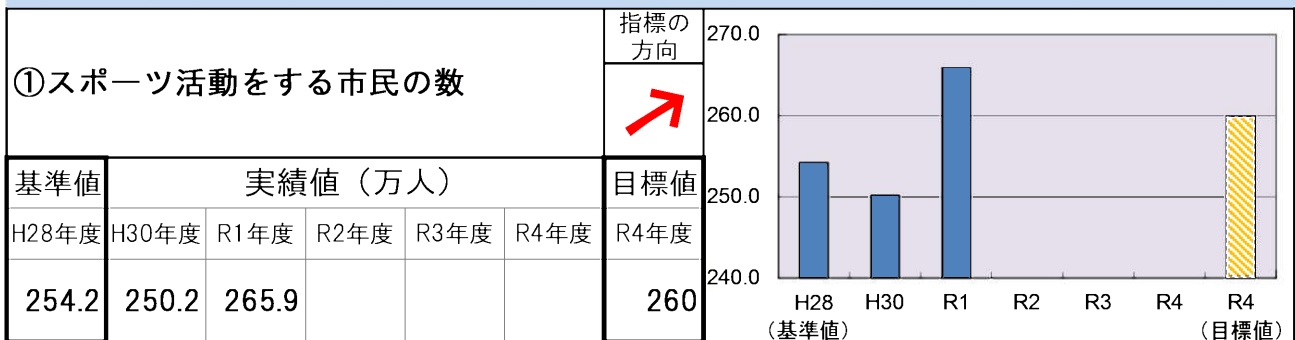 ①スポーツ活動をする市民の数
指標の
方向
基準値 実績値（万人） 目標値
H28年度 H30年度 R1年度 R2年度 R3年度 R4年度 R4年度
254.2 250.2 265.9 260
270.0
260.0
250.0
240.0
H28 H30 R1 R2 R3 R4 R4
（基準値） （目標値）